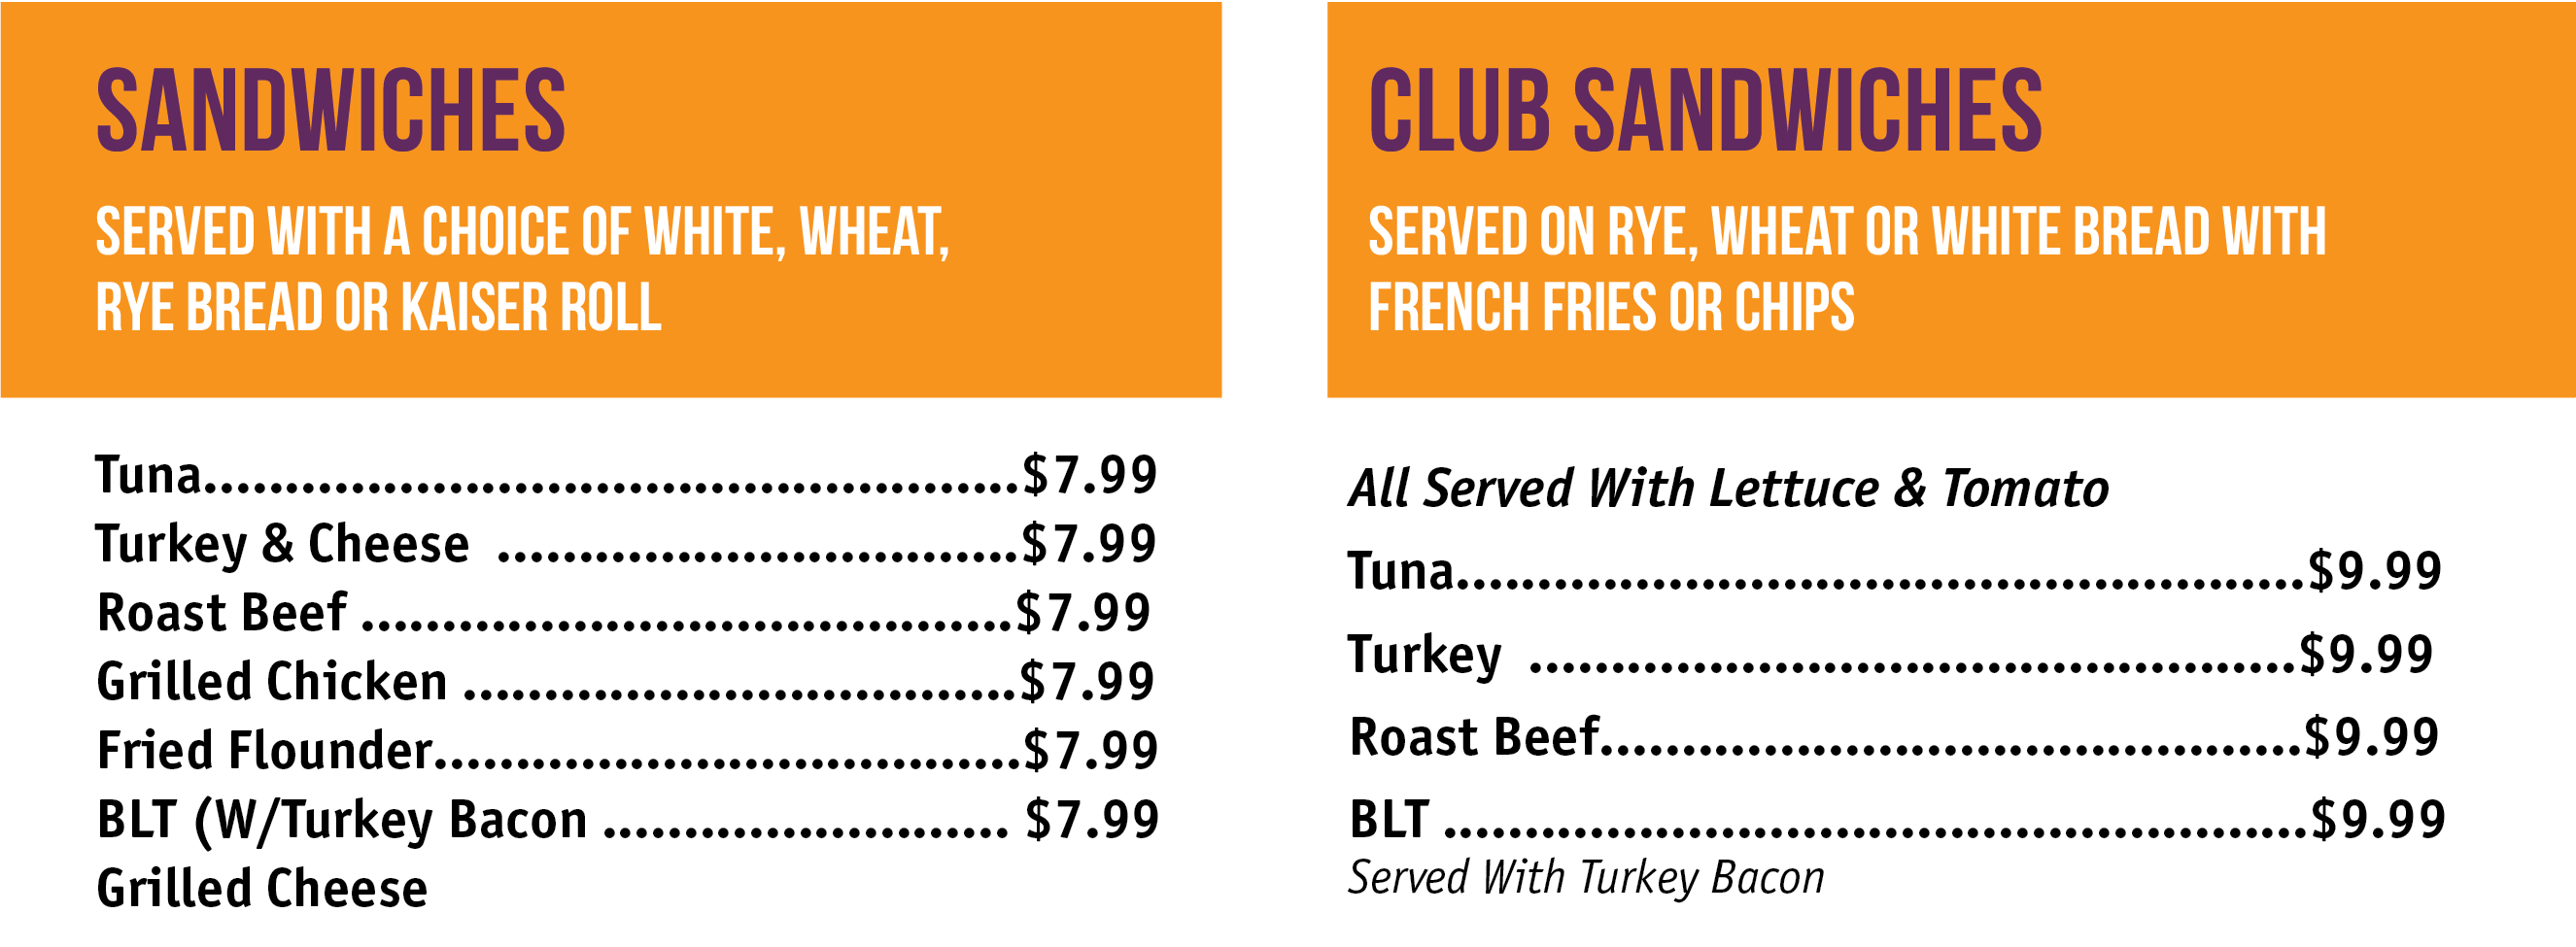 SANDWICHES
SERVED WITH A CHOICE OF WHITE, WHEAT,
RYE BREAD OR KAISER ROLL
Tuna..................................................$7.99
Turkey & Cheese ................................$7.99
Roast Beef ........................................$7.99
Grilled Chicken ..................................$7.99
Fried Flounder....................................$7.99
BLT (W/Turkey Bacon ......................... $7.99
Grilled Cheese
CLUB SANDWICHES
SERVED ON RYE, WHEAT OR WHITE BREAD WITH
FRENCH FRIES OR CHIPS
All Served With Lettuce & Tomato
Tuna....................................................$9.99
Turkey ...............................................$9.99
Roast Beef...........................................$9.99
BLT .....................................................$9.99
Served With Turkey Bacon